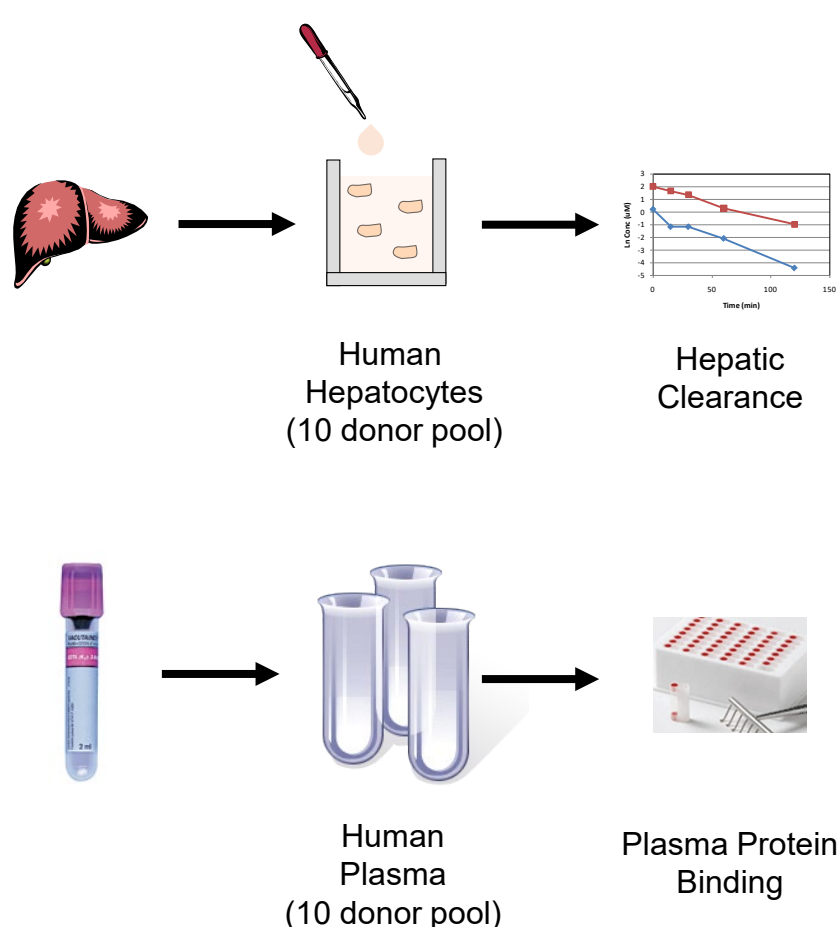 3
2
1
0
-1
-2
-3
-4
-5
Ln Conc (uM)
0
50
100
150
Time (min)
Human
Hepatocytes
(10 donor pool)
Hepatic
Clearance
VACUTAINER
2 ml
Human
Plasma
(10 donor pool)
Plasma Protein
Binding